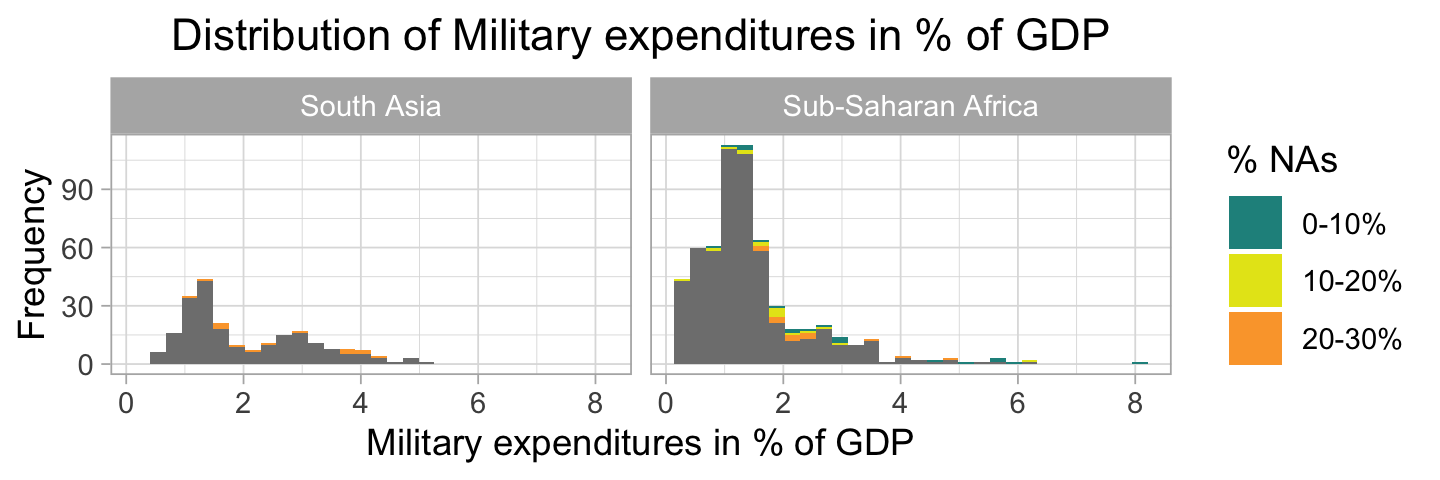 Distribution of Military expenditures in % of GDP
South Asia
Sub-Saharan Africa
Frequency
90
60
30
0
0 2 4 6 8
0 2 4 6 8
Military expenditures in % of GDP
% NAs
0-10%
10-20%
20-30%